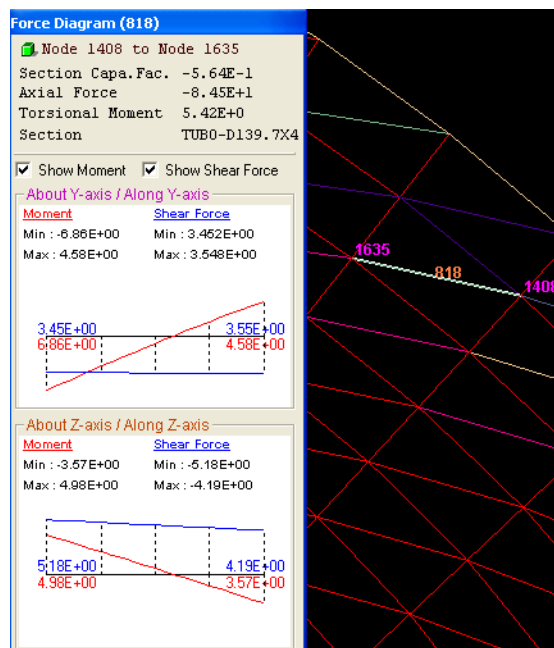 Force Diagram (818)
Node 1408 to Node 1635
Section Capa.Fac. -5.64E-1
Axial Force -8.45E+1
Torsional Moment 5.42E+0
Section TUBO-D139.7X4
Show Moment Show Shear Force
About Y-axis / Along Y-axis
Moment Shear Force
Min : -6.86E+00 Min : 3.452E+00
Max : 4.58E+00 Max : 3.548E+00
3.45E+00 3.55E+00
6.86E+00 4.58E+00
About Z-axis / Along Z-axis
Moment Shear Force
Min : -3.57E+00 Min : -5.18E+00
Max : 4.98E+00 Max : -4.19E+00
5.18E+00 4.19E+00
4.98E+00 3.57E+00
1635
818
1408